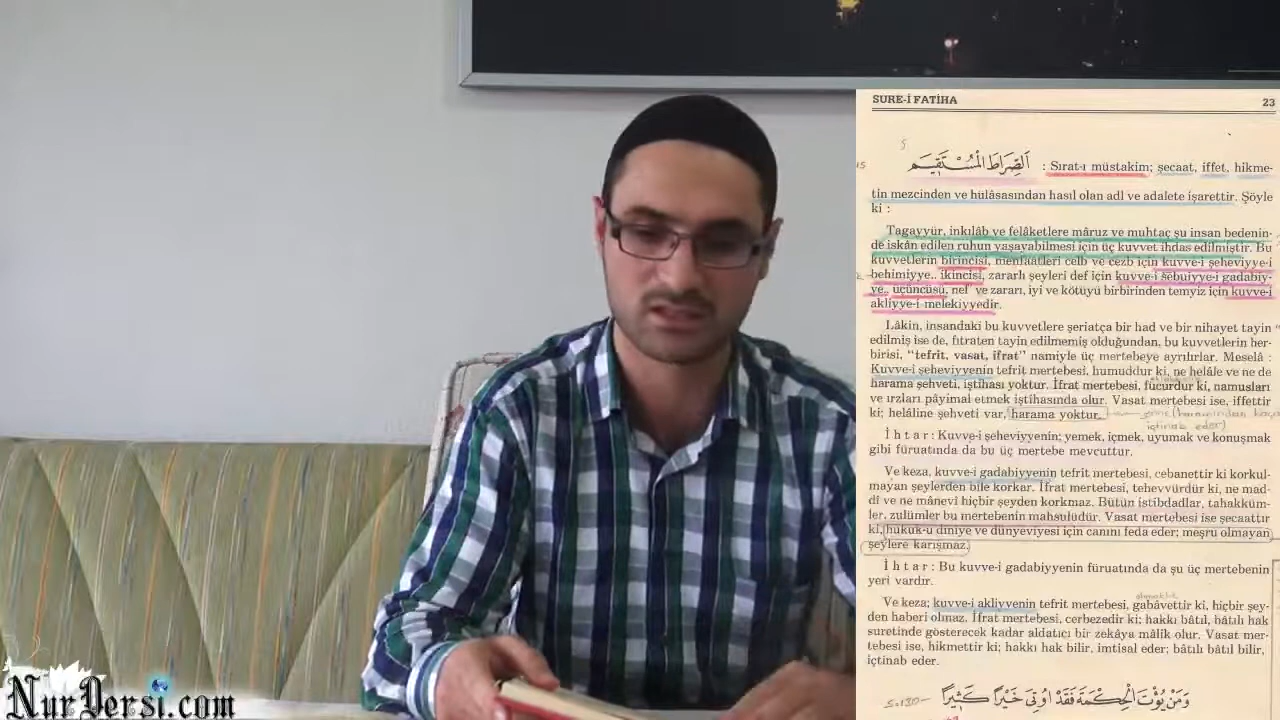 SURE-İ FATİHA 23
اَلصِّرَاطَ الْمُسْتَقِيمَ : Sırat-ı müstakim; şecaat, iffet, hikme-
tin mezcinden ve hülâsasından hasıl olan adl ve adalete işarettir. Şöyle
ki :
Tagayyür, inkılâb ve felâketlere mâruz ve muhtaç şu insan bedenin-
de iskân edilen ruhun yaşayabilmesi için üç kuvvet ihdas edilmiştir. Bu
kuvvetlerin birincisi, menfaatleri celb ve cezb için kuvve-i şeheviyye-i
behimiyye.. ikincisi, zararlı şeyleri def için kuvve-i sebuiyye-i gadabiy-
ye.. üçüncüsü, nef' ve zararı, iyi ve kötüyü birbirinden temyiz için kuvve-i
akliyye-i melekiyyedir.
Lâkin, insandaki bu kuvvetlere şeriatça bir had ve bir nihayet tayin
edilmiş ise de, fıtraten tayin edilmemiş olduğundan, bu kuvvetlerin her-
birisi, "tefrit, vasat, ifrat" namiyle üç mertebeye ayrılırlar. Meselâ :
Kuvve-i şeheviyyenin tefrit mertebesi, humuddur ki, ne helâle ve ne de
harama şehveti, iştihası yoktur. İfrat mertebesi, fücurdur ki, namusları
ve ırzları pâyimal etmek iştihasında olur. Vasat mertebesi ise, iffettir
ki; helâline şehveti var, harama yoktur.
içtinab eder)
İhtar : Kuvve-i şeheviyyenin; yemek, içmek, uyumak ve konuşmak
gibi füruatında da bu üç mertebe mevcuttur.
Ve keza, kuvve-i gadabiyyenin tefrit mertebesi, cebanettir ki korkul-
mayan şeylerden bile korkar. İfrat mertebesi, tehevvürdür ki, ne mad-
dî ve ne mânevî hiçbir şeyden korkmaz. Bütün istibdadlar, tahakküm-
ler, zulümler bu mertebenin mahsulüdür. Vasat mertebesi ise şecaattır
ki, hukuk-u diniye ve dünyeviyesi için canını feda eder; meşru olmayan
şeylere karışmaz.
İhtar : Bu kuvve-i gadabiyyenin füruatında da şu üç mertebenin
yeri vardır.
Ve keza; kuvve-i akliyyenin tefrit mertebesi, gabâvettir ki, hiçbir şey-
den haberi olmaz. İfrat mertebesi, cerbezedir ki; hakkı bâtıl, bâtılı hak
suretinde gösterecek kadar aldatıcı bir zekâya mâlik olur. Vasat mer-
tebesi ise, hikmettir ki; hakkı hak bilir, imtisal eder; bâtılı bâtıl bilir,
içtinab eder.
وَمَنْ يُؤْتَ الْحِكْمَةَ فَقَدْ اُوتِىَ خَيْرًا كَثِيرًا
NurDersi.com